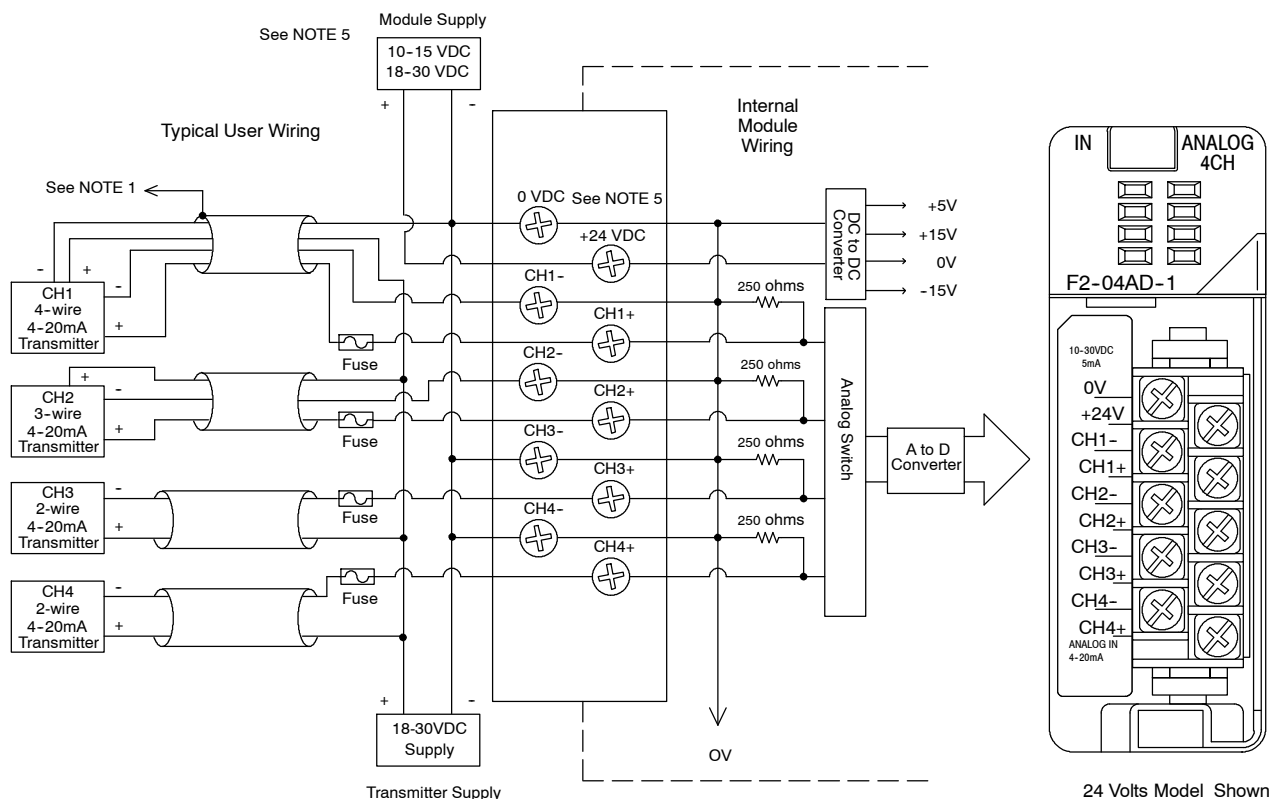 Module Supply
See NOTE 5
10-15 VDC
18-30 VDC
+
-
Typical User Wiring
Internal
Module
Wiring
See NOTE 1
0 VDC
See NOTE 5
+24 VDC
DC to DC
Converter
+5V
+15V
0V
-15V
-
+
CH1
4-wire
4-20mA
Transmitter
-
+
Fuse
CH1-
CH1+
250 ohms
CH2
3-wire
4-20mA
Transmitter
+
-
+
Fuse
CH2-
CH2+
250 ohms
CH3
2-wire
4-20mA
Transmitter
-
+
Fuse
CH3-
CH3+
250 ohms
CH4
2-wire
4-20mA
Transmitter
-
+
Fuse
CH4-
CH4+
250 ohms
Analog Switch
A to D
Converter
+
-
18-30VDC
Supply
Transmitter Supply
OV
IN
ANALOG
4CH
F2-04AD-1
10-30VDC
5mA
0V
+24V
CH1-
CH1+
CH2-
CH2+
CH3-
CH3+
CH4-
CH4+
ANALOG IN
4-20mA
24 Volts Model Shown